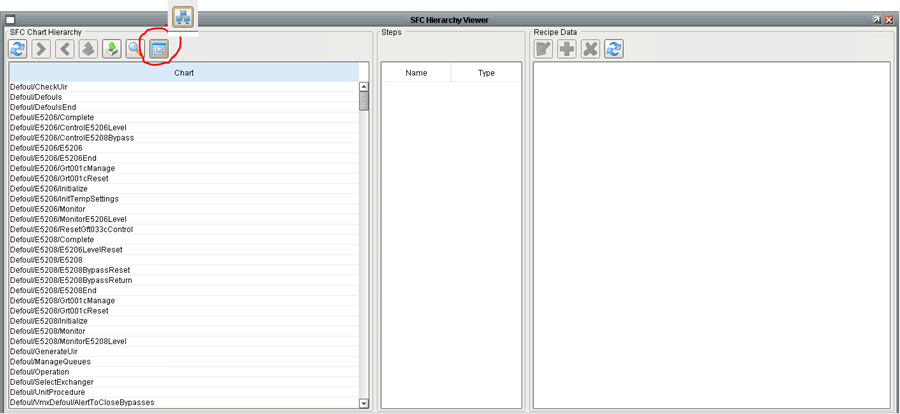 SFC Hierarchy Viewer
SFC Chart Hierarchy
Steps
Recipe Data
Chart
Name
Type
Defoul/CheckUir
Defoul/Defouls
Defoul/DefoulsEnd
Defoul/E5206/Complete
Defoul/E5206/ControlE5206Level
Defoul/E5206/ControlE5208Bypass
Defoul/E5206/E5206
Defoul/E5206/E5206End
Defoul/E5206/Grt001cManage
Defoul/E5206/Grt001cReset
Defoul/E5206/Initialize
Defoul/E5206/InitTempSettings
Defoul/E5206/Monitor
Defoul/E5206/MonitorE5206Level
Defoul/E5206/ResetGft033cControl
Defoul/E5208/Complete
Defoul/E5208/E5206LevelReset
Defoul/E5208/E5208
Defoul/E5208/E5208BypassReset
Defoul/E5208/E5208BypassReturn
Defoul/E5208/E5208End
Defoul/E5208/Grt001cManage
Defoul/E5208/Grt001cReset
Defoul/E5208/Initialize
Defoul/E5208/Monitor
Defoul/E5208/MonitorE5208Level
Defoul/GenerateUir
Defoul/ManageQueues
Defoul/Operation
Defoul/SelectExchanger
Defoul/UnitProcedure
Defoul/VmxDefoul/AlertToCloseBypasses